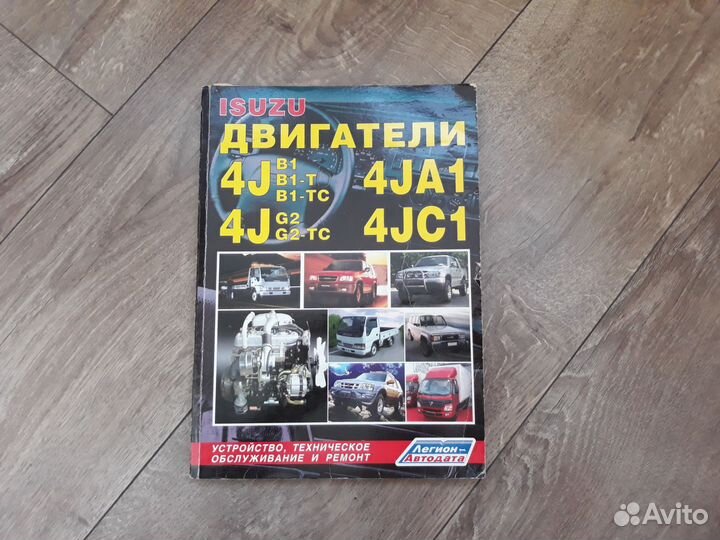 ISUZU
ДВИГАТЕЛИ
4J B1 B1-T B1-TC 4JA1
4J G2 G2-TC 4JC1
УСТРОЙСТВО, ТЕХНИЧЕСКОЕ
ОБСЛУЖИВАНИЕ И РЕМОНТ
Легион-
Автодата
Avito